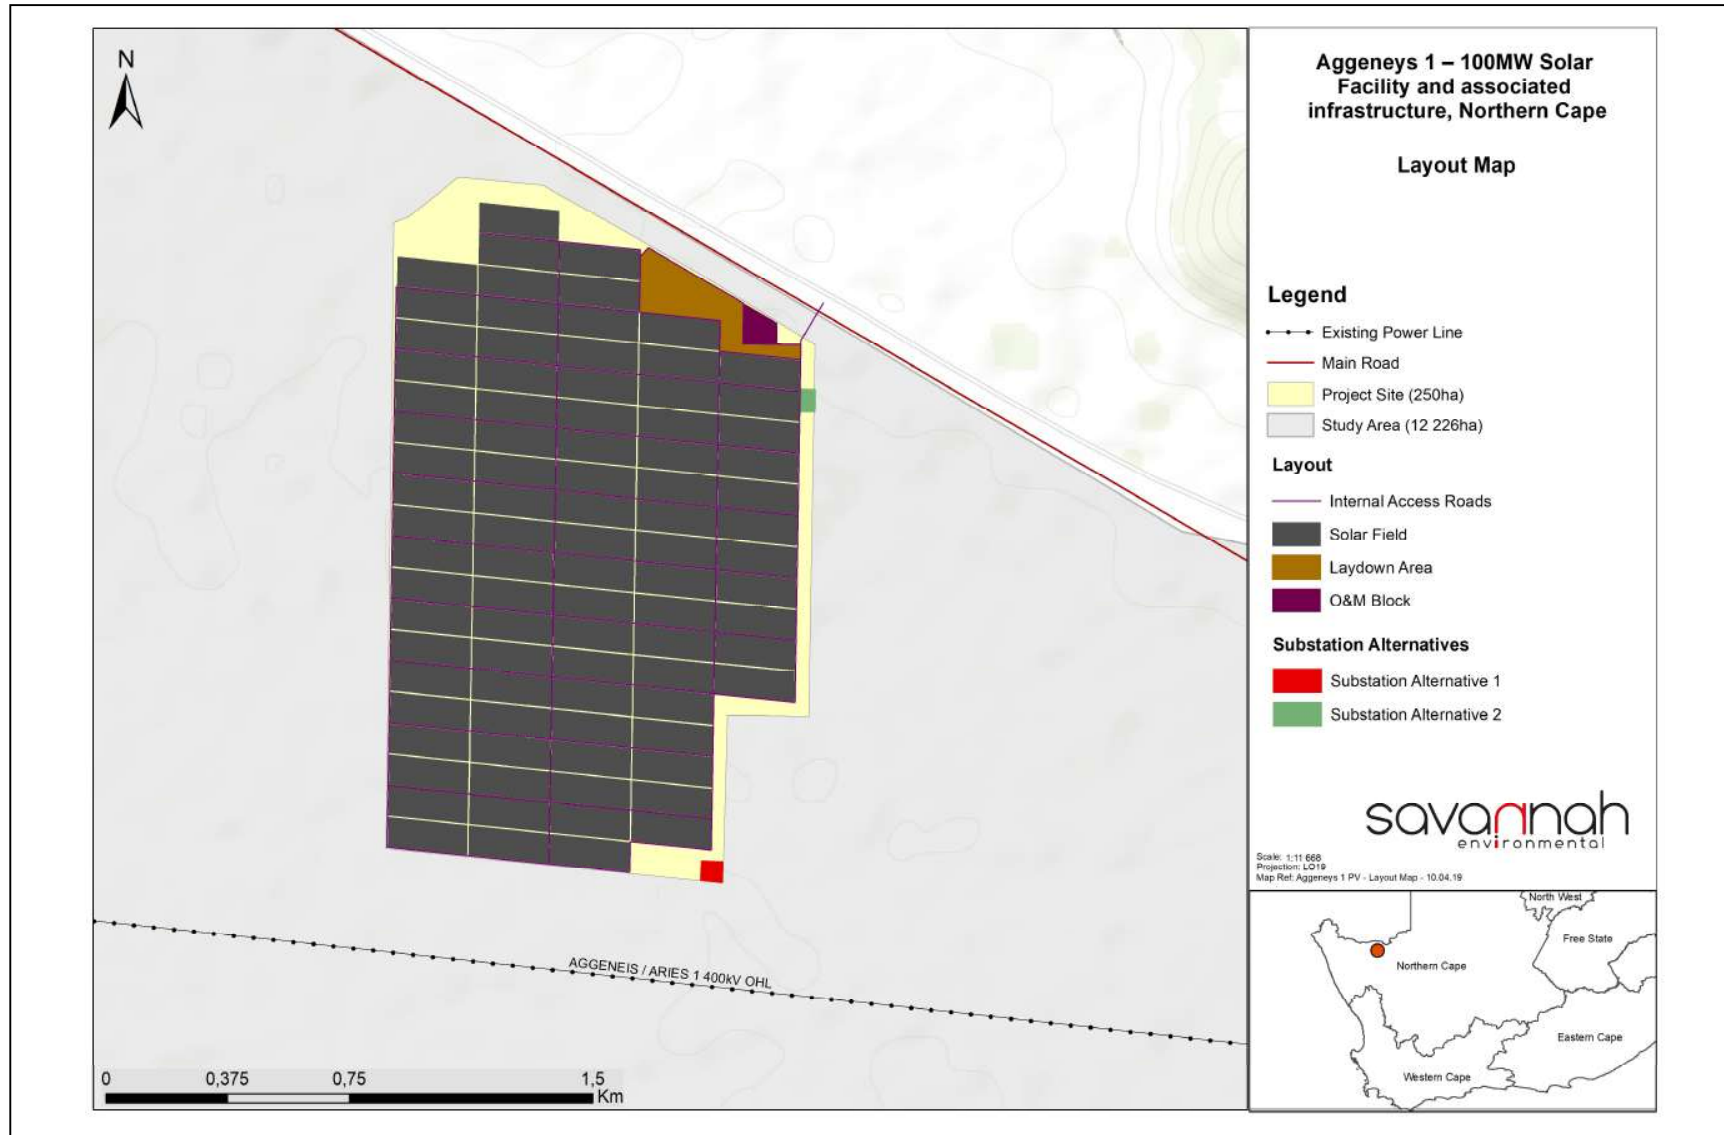 N
AGGENEIS / ARIES 1 400kV OHL
0 0,375 0,75 1,5
Km
Aggeneys 1 – 100MW Solar
Facility and associated
infrastructure, Northern Cape
Layout Map
Legend
Existing Power Line
Main Road
Project Site (250ha)
Study Area (12 226ha)
Layout
Internal Access Roads
Solar Field
Laydown Area
O&M Block
Substation Alternatives
Substation Alternative 1
Substation Alternative 2
savannah
environmental
Scale: 1:11 668
Projection: LO19
Map Ref: Aggeneys 1 PV - Layout Map - 10.04.19
North West
Free State
Northern Cape
Eastern Cape
Western Cape